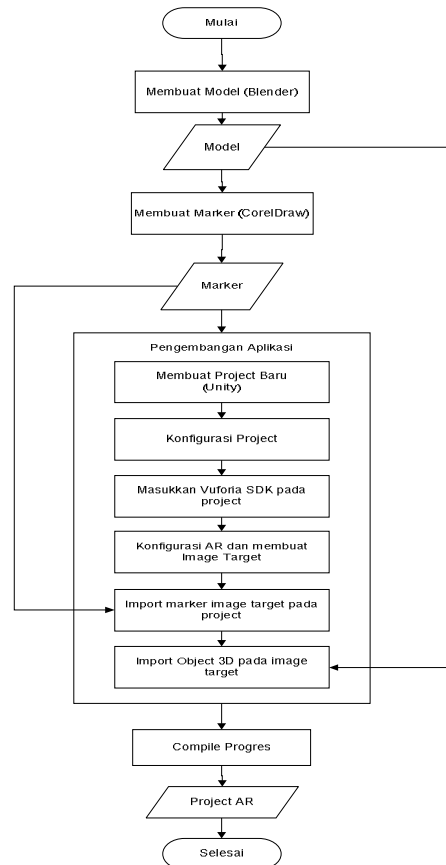 Mulai
Membuat Model (Blender)
Model
Membuat Marker (CorelDraw)
Marker
Pengembangan Aplikasi
Membuat Project Baru
(Unity)
Konfigurasi Project
Masukkan Vuforia SDK pada
project
Konfigurasi AR dan membuat
Image Target
Import marker image target pada
project
Import Object 3D pada image
target
Compile Progres
Project AR
Selesai